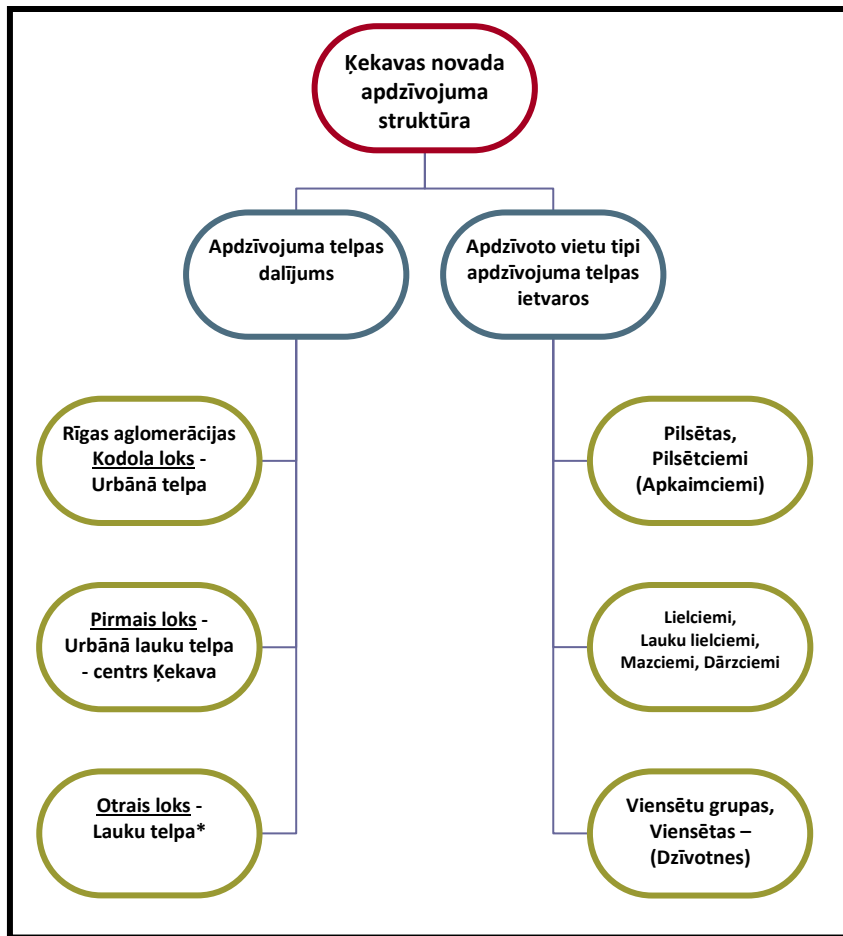 Ķekavas novada
apdzīvojuma
struktūra
Apdzīvojuma telpas
dalījums
Apdzīvoto vietu tipi
apdzīvojuma telpas
ietvaros
Rīgas aglomerācijas
Kodola loks -
Urbānā telpa
Pirmais loks -
Urbānā lauku telpa
- centrs Ķekava
Otrais loks -
Lauku telpa*
Pilsētas,
Pilsētciemi
(Apkaimciemi)
Lielciemi,
Lauku lielciemi,
Mazciemi, Dārzciemi
Viensētu grupas,
Viensētas –
(Dzīvotnes)